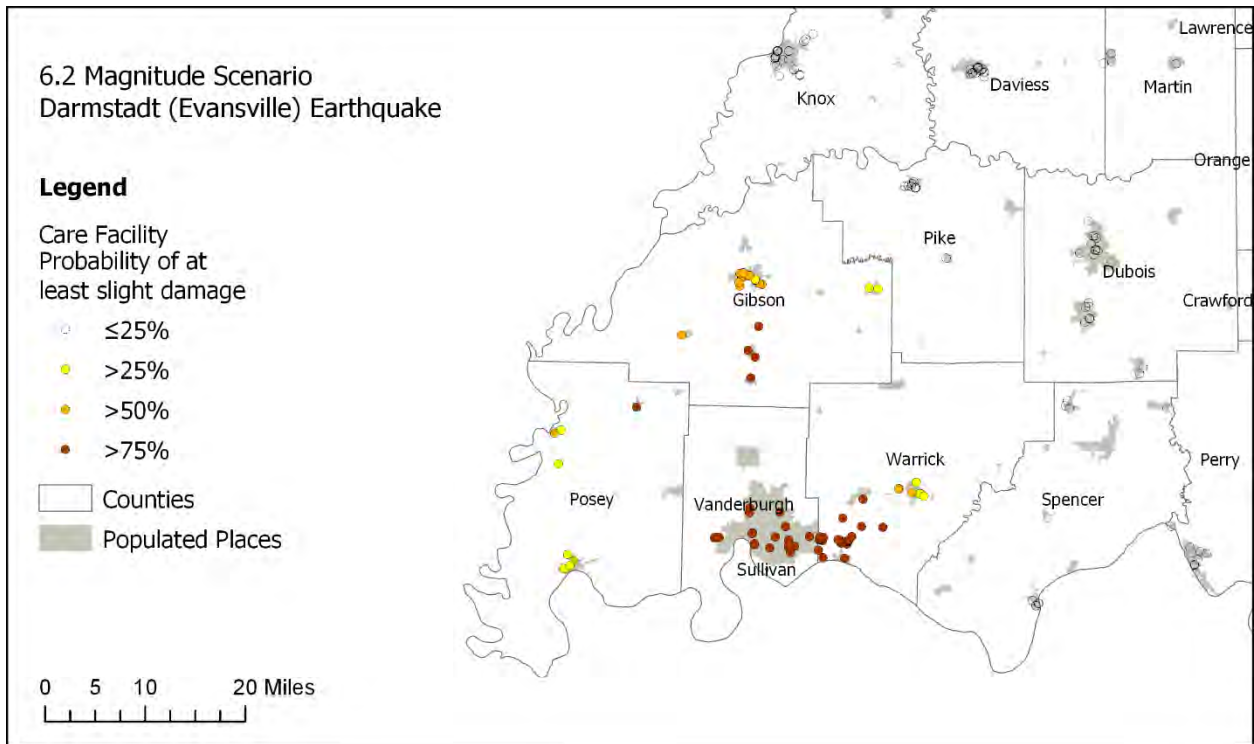 6.2 Magnitude Scenario
Darmstadt (Evansville) Earthquake
Legend
Care Facility
Probability of at
least slight damage
≤25%
>25%
>50%
>75%
Counties
Populated Places
0 5 10 20 Miles
Lawrence
Knox
Daviess
Martin
Orange
Pike
Dubois
Gibson
Crawford
Warrick
Perry
Posey
Vanderburgh
Spencer
Sullivan